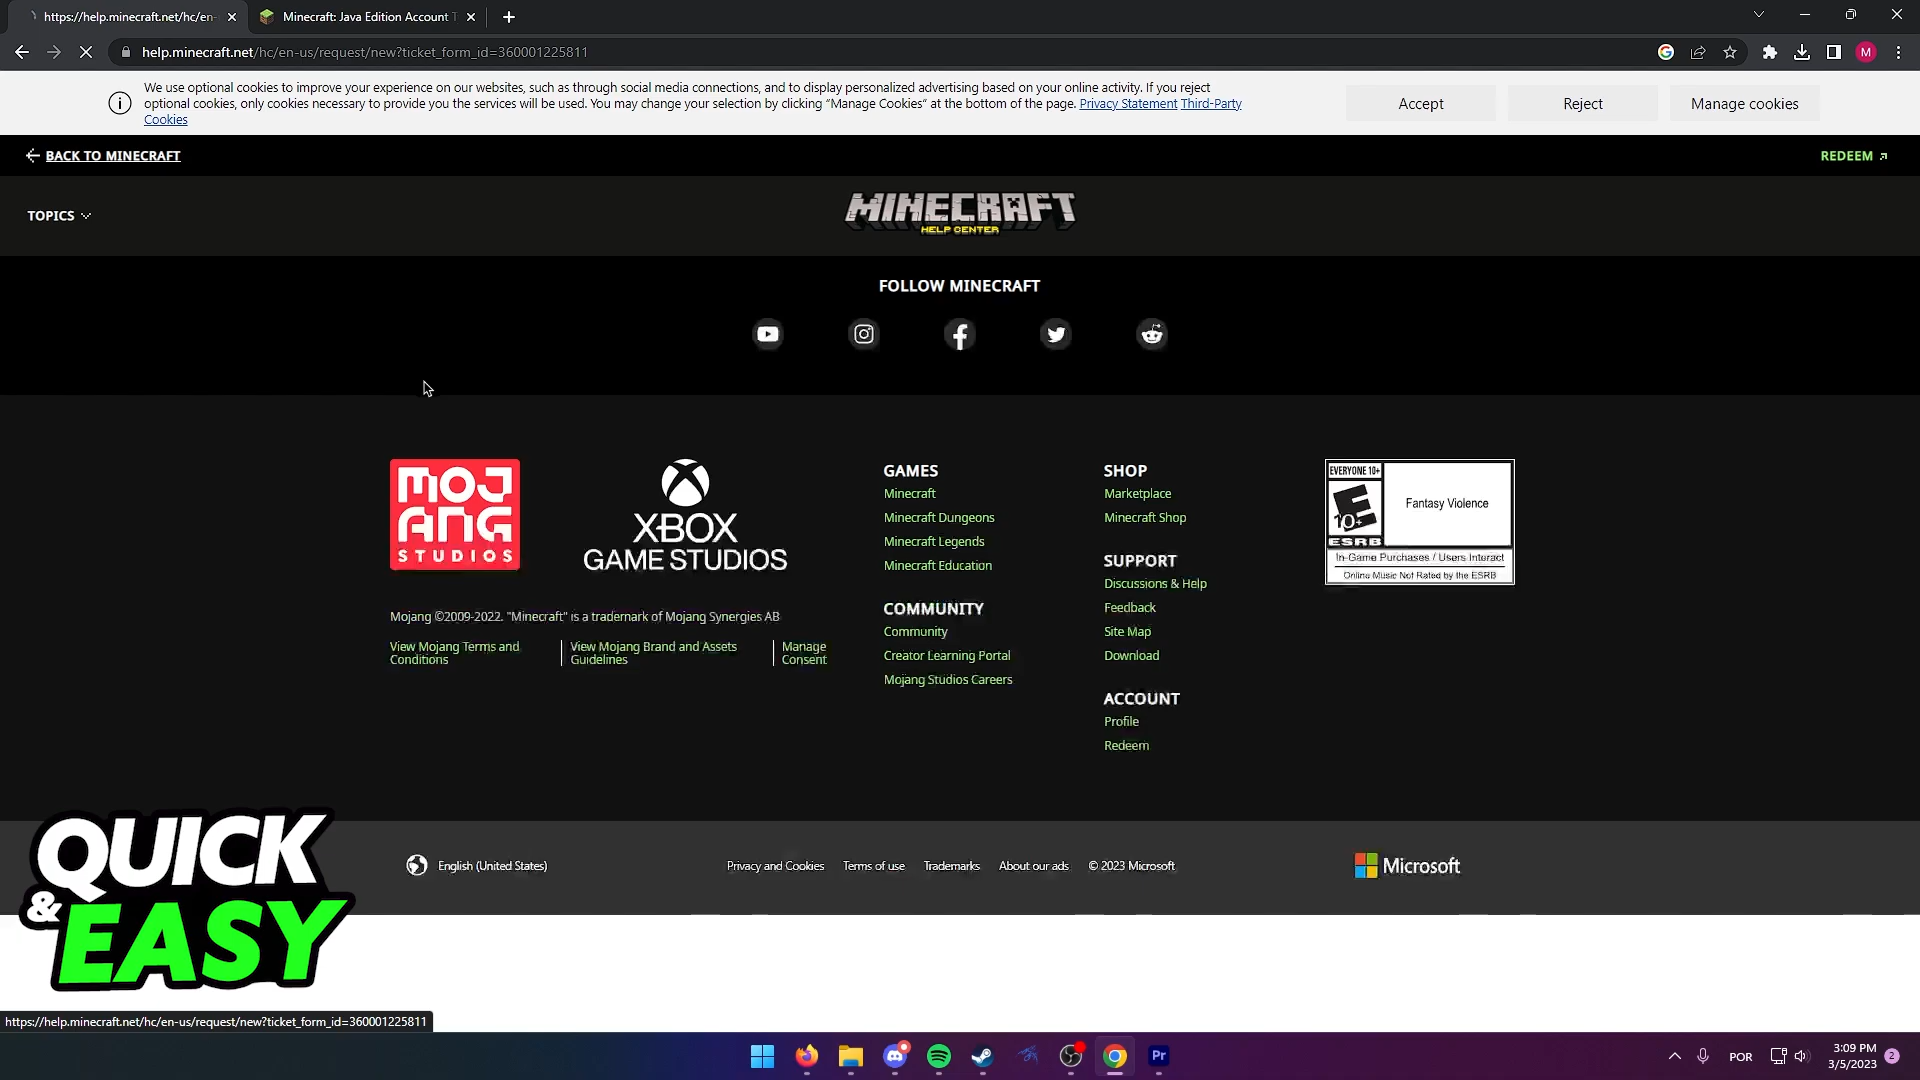 https://help.minecraft.net/hc/en-
Minecraft: Java Edition Account T
help.minecraft.net/hc/en-us/request/new?ticket_form_id=360001225811
M
We use optional cookies to improve your experience on our websites, such as through social media connections, and to display personalized advertising based on your online activity. If you reject
optional cookies, only cookies necessary to provide you the services will be used. You may change your selection by clicking “Manage Cookies” at the bottom of the page. Privacy Statement Third-Party
Cookies
Accept
Reject
Manage cookies
BACK TO MINECRAFT
REDEEM
TOPICS
MINECRAFT
HELP CENTER
FOLLOW MINECRAFT
MOJ
ANG
STUDIOS
XBOX
GAME STUDIOS
Mojang ©2009-2022. "Minecraft" is a trademark of Mojang Synergies AB
View Mojang Terms and
Conditions
View Mojang Brand and Assets
Guidelines
Manage
Consent
GAMES
Minecraft
Minecraft Dungeons
Minecraft Legends
Minecraft Education
COMMUNITY
Community
Creator Learning Portal
Mojang Studios Careers
SHOP
Marketplace
Minecraft Shop
SUPPORT
Discussions & Help
Feedback
Site Map
Download
ACCOUNT
Profile
Redeem
EVERYONE 10+
E
10+
ESRB
Fantasy Violence
In-Game Purchases / Users Interact
Online Music Not Rated by the ESRB
English (United States)
Privacy and Cookies
Terms of use
Trademarks
About our ads
© 2023 Microsoft
Microsoft
QUICK
& EASY
https://help.minecraft.net/hc/en-us/request/new?ticket_form_id=360001225811
Pr
POR
3:09 PM
3/5/2023
2